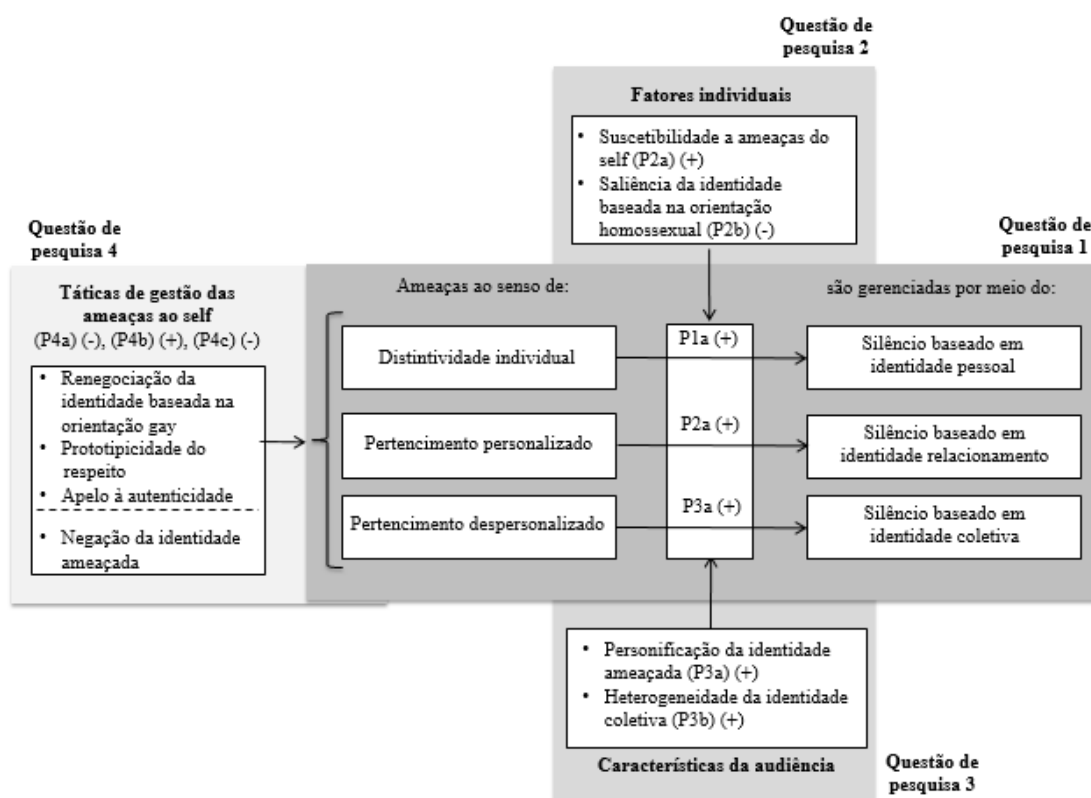 Questão de
pesquisa 2
Fatores individuais
• Suscetibilidade a ameaças do
self (P2a) (+)
• Saliência da identidade
baseada na orientação
homossexual (P2b) (-)
Questão de
pesquisa 4
Questão de
pesquisa 1
Táticas de gestão das
ameaças ao self
(P4a) (-), (P4b) (+), (P4c) (-)
• Renegociação da
identidade baseada na
orientação gay
• Prototipicidade do
respeito
• Apelo à autenticidade
• Negação da identidade
ameaçada
Ameaças ao senso de:
são gerenciadas por meio do:
Distintividade individual
P1a (+)
Silêncio baseado em
identidade pessoal
Pertencimento personalizado
P2a (+)
Silêncio baseado em
identidade relacionamento
Pertencimento despersonalizado
P3a (+)
Silêncio baseado em
identidade coletiva
• Personificação da identidade
ameaçada (P3a) (+)
• Heterogeneidade da identidade
coletiva (P3b) (+)
Características da audiência
Questão de
pesquisa 3